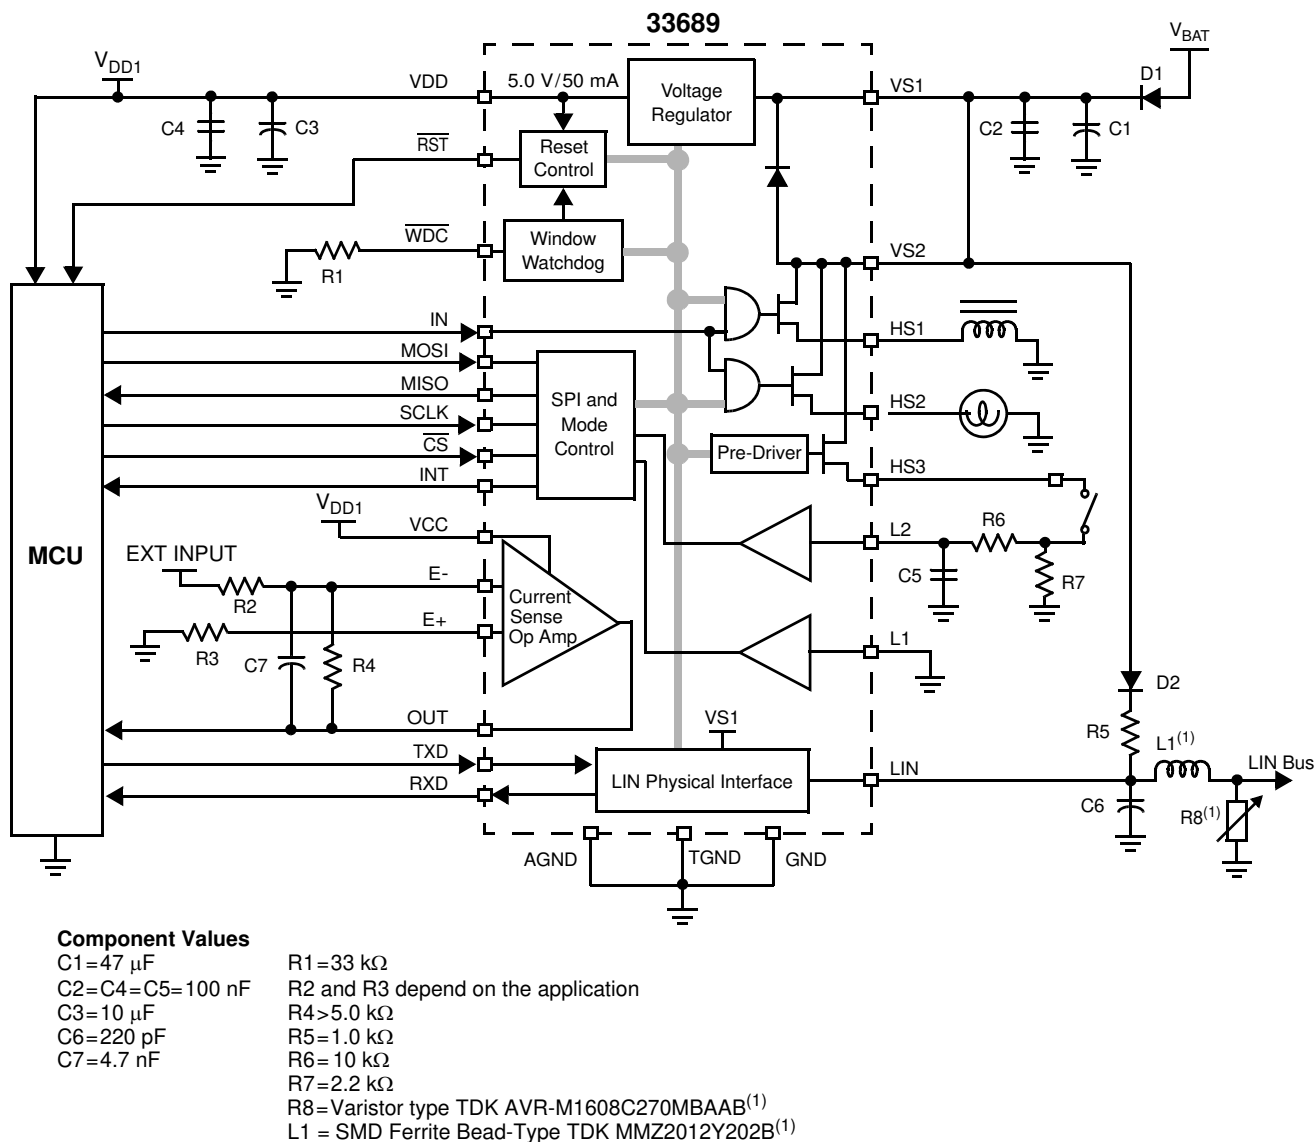 33689
VBAT
VDD1
VDD
5.0 V/50 mA
Voltage
Regulator
VS1
D1
C4
C3
C2
C1
RST
Reset
Control
WDC
Window
Watchdog
R1
VS2
IN
HS1
MOSI
MISO
SCLK
CS
INT
SPI and
Mode
Control
HS2
Pre-Driver
HS3
VDD1
VCC
L2
R6
C5
R7
MCU
EXT INPUT
E-
R2
Current
Sense
Op Amp
E+
R3
C7
R4
L1
D2
OUT
VS1
R5
TXD
RXD
LIN Physical Interface
LIN
L1(1)
LIN Bus
C6
R8(1)
AGND
TGND
GND
Component Values
C1=47 μF
C2=C4=C5=100 nF
C3=10 μF
C6=220 pF
C7=4.7 nF
R1=33 kΩ
R2 and R3 depend on the application
R4>5.0 kΩ
R5=1.0 kΩ
R6=10 kΩ
R7=2.2 kΩ
R8=Varistor type TDK AVR-M1608C270MBAAB(1)
L1 = SMD Ferrite Bead-Type TDK MMZ2012Y202B(1)